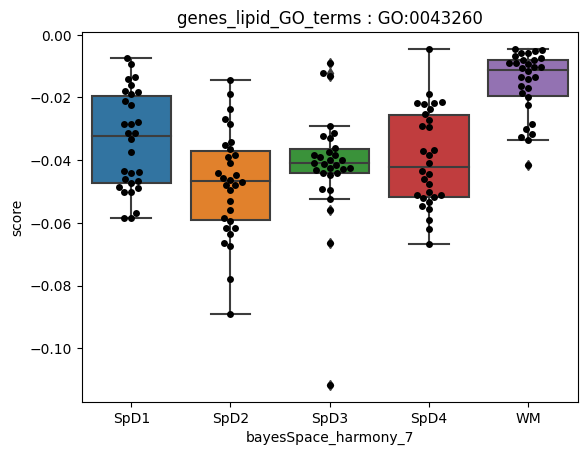 genes_lipid_GO_terms : GO:0043260
0.00
−0.02
−0.04
−0.06
−0.08
−0.10
score
SpD1 SpD2 SpD3 SpD4 WM
bayesSpace_harmony_7